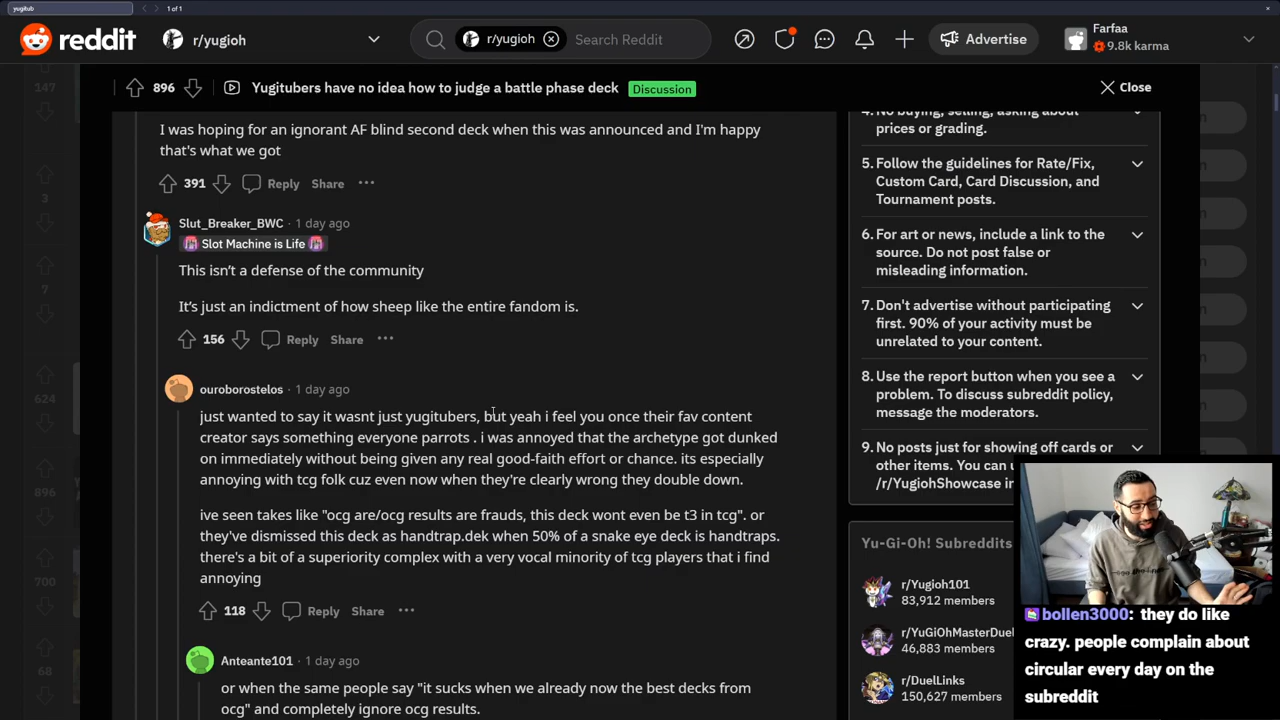 yugitub
1 of 1
reddit
r/yugioh
r/yugioh
Search Reddit
Advertise
Farfaa
9.8k karma
896
Yugitubers have no idea how to judge a battle phase deck
Discussion
Close
I was hoping for an ignorant AF blind second deck when this was announced and I'm happy
that's what we got
391
Reply
Share
Slut_Breaker_BWC · 1 day ago
Slot Machine is Life
This isn't a defense of the community
It's just an indictment of how sheep like the entire fandom is.
156
Reply
Share
ouroborostelos · 1 day ago
just wanted to say it wasnt just yugitubers, but yeah i feel you once their fav content
creator says something everyone parrots . i was annoyed that the archetype got dunked
on immediately without being given any real good-faith effort or chance. its especially
annoying with tcg folk cuz even now when they're clearly wrong they double down.
ive seen takes like "ocg are/ocg results are frauds, this deck wont even be t3 in tcg". or
they've dismissed this deck as handtrap.dek when 50% of a snake eye deck is handtraps.
there's a bit of a superiority complex with a very vocal minority of tcg players that i find
annoying
118
Reply
Share
Anteante101 · 1 day ago
or when the same people say "it sucks when we already now the best decks from
ocg" and completely ignore ocg results.
147
3
7
624
896
700
68
4. No buying, selling, asking about
prices or grading.
5. Follow the guidelines for Rate/Fix,
Custom Card, Card Discussion, and
Tournament posts.
6. For art or news, include a link to the
source. Do not post false or
misleading information.
7. Don't advertise without participating
first. 90% of your activity must be
unrelated to your content.
8. Use the report button when you see a
problem. To discuss subreddit policy,
message the moderators.
9. No posts just for showing off cards or
other items. You can u
/r/YugiohShowcase in
Yu-Gi-Oh! Subreddits
r/Yugioh101
83,912 members
r/YuGiOhMasterDuel
46,883 members
r/DuelLinks
150,627 members
bollen3000: they do like
crazy. people complain about
circular every day on the
subreddit